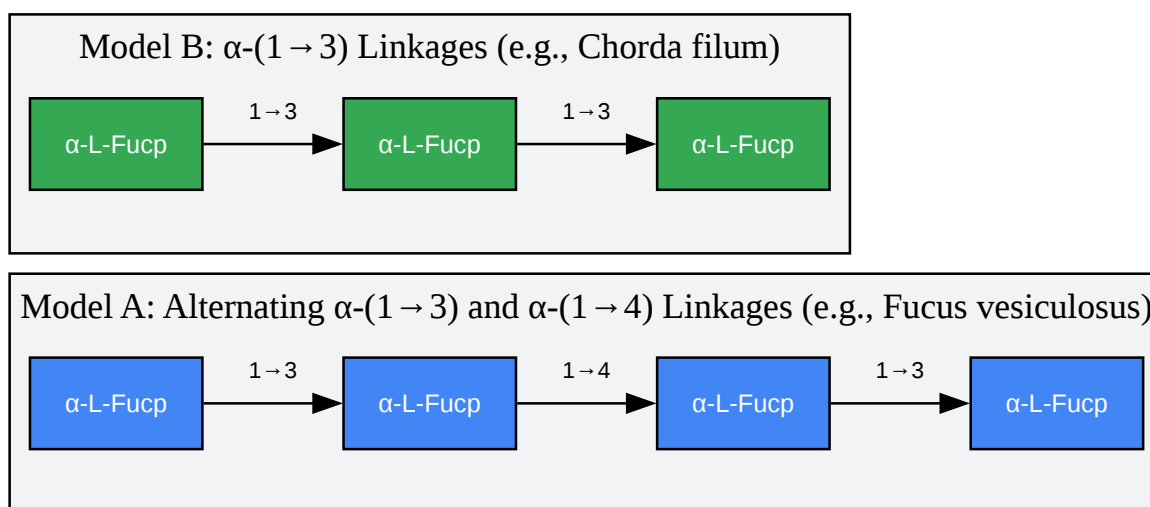 Model B: α-(1→3) Linkages (e.g., Chorda filum)
1→3
1→3
α-L-Fucp
α-L-Fucp
α-L-Fucp
Model A: Alternating α-(1→3) and α-(1→4) Linkages (e.g., Fucus vesiculosus)
1→3
1→4
1→3
α-L-Fucp
α-L-Fucp
α-L-Fucp
α-L-Fucp